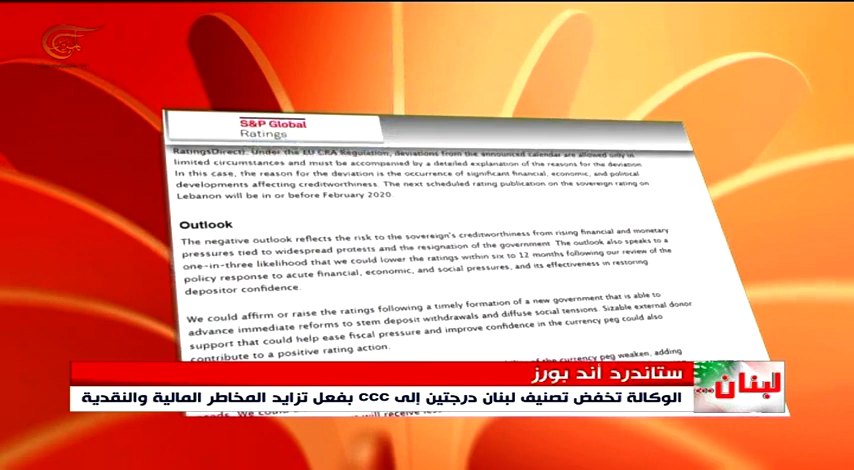 S&P Global
Ratings
RatingsDirect). Under the EU CRA Regulation, deviations from the announced calendar are allowed only in
limited circumstances and must be accompanied by a detailed explanation of the reasons for the deviation.
In this case, the reason for the deviation is the occurrence of significant financial, economic, and political
developments affecting creditworthiness. The next scheduled rating publication on the sovereign rating on
Lebanon will be in or before February 2020.
Outlook
The negative outlook reflects the risk to the sovereign's creditworthiness from rising financial and monetary
pressures tied to widespread protests and the resignation of the government. The outlook also speaks to a
one-in-three likelihood that we could lower the ratings within six to 12 months following our review of the
policy response to acute financial, economic, and social pressures, and its effectiveness in restoring
depositor confidence.
We could affirm or raise the ratings following a timely formation of a new government that is able to
advance immediate reforms to stem deposit withdrawals and diffuse social tensions. Sizable external donor
support that could help ease fiscal pressure and improve confidence in the currency peg could also
contribute to a positive rating action.
of the currency peg weaken, adding
ستاندرد أند بورز
لبنان...
الوكالة تخفض تصنيف لبنان درجتين إلى CCC بفعل تزايد المخاطر المالية والنقدية
will receive